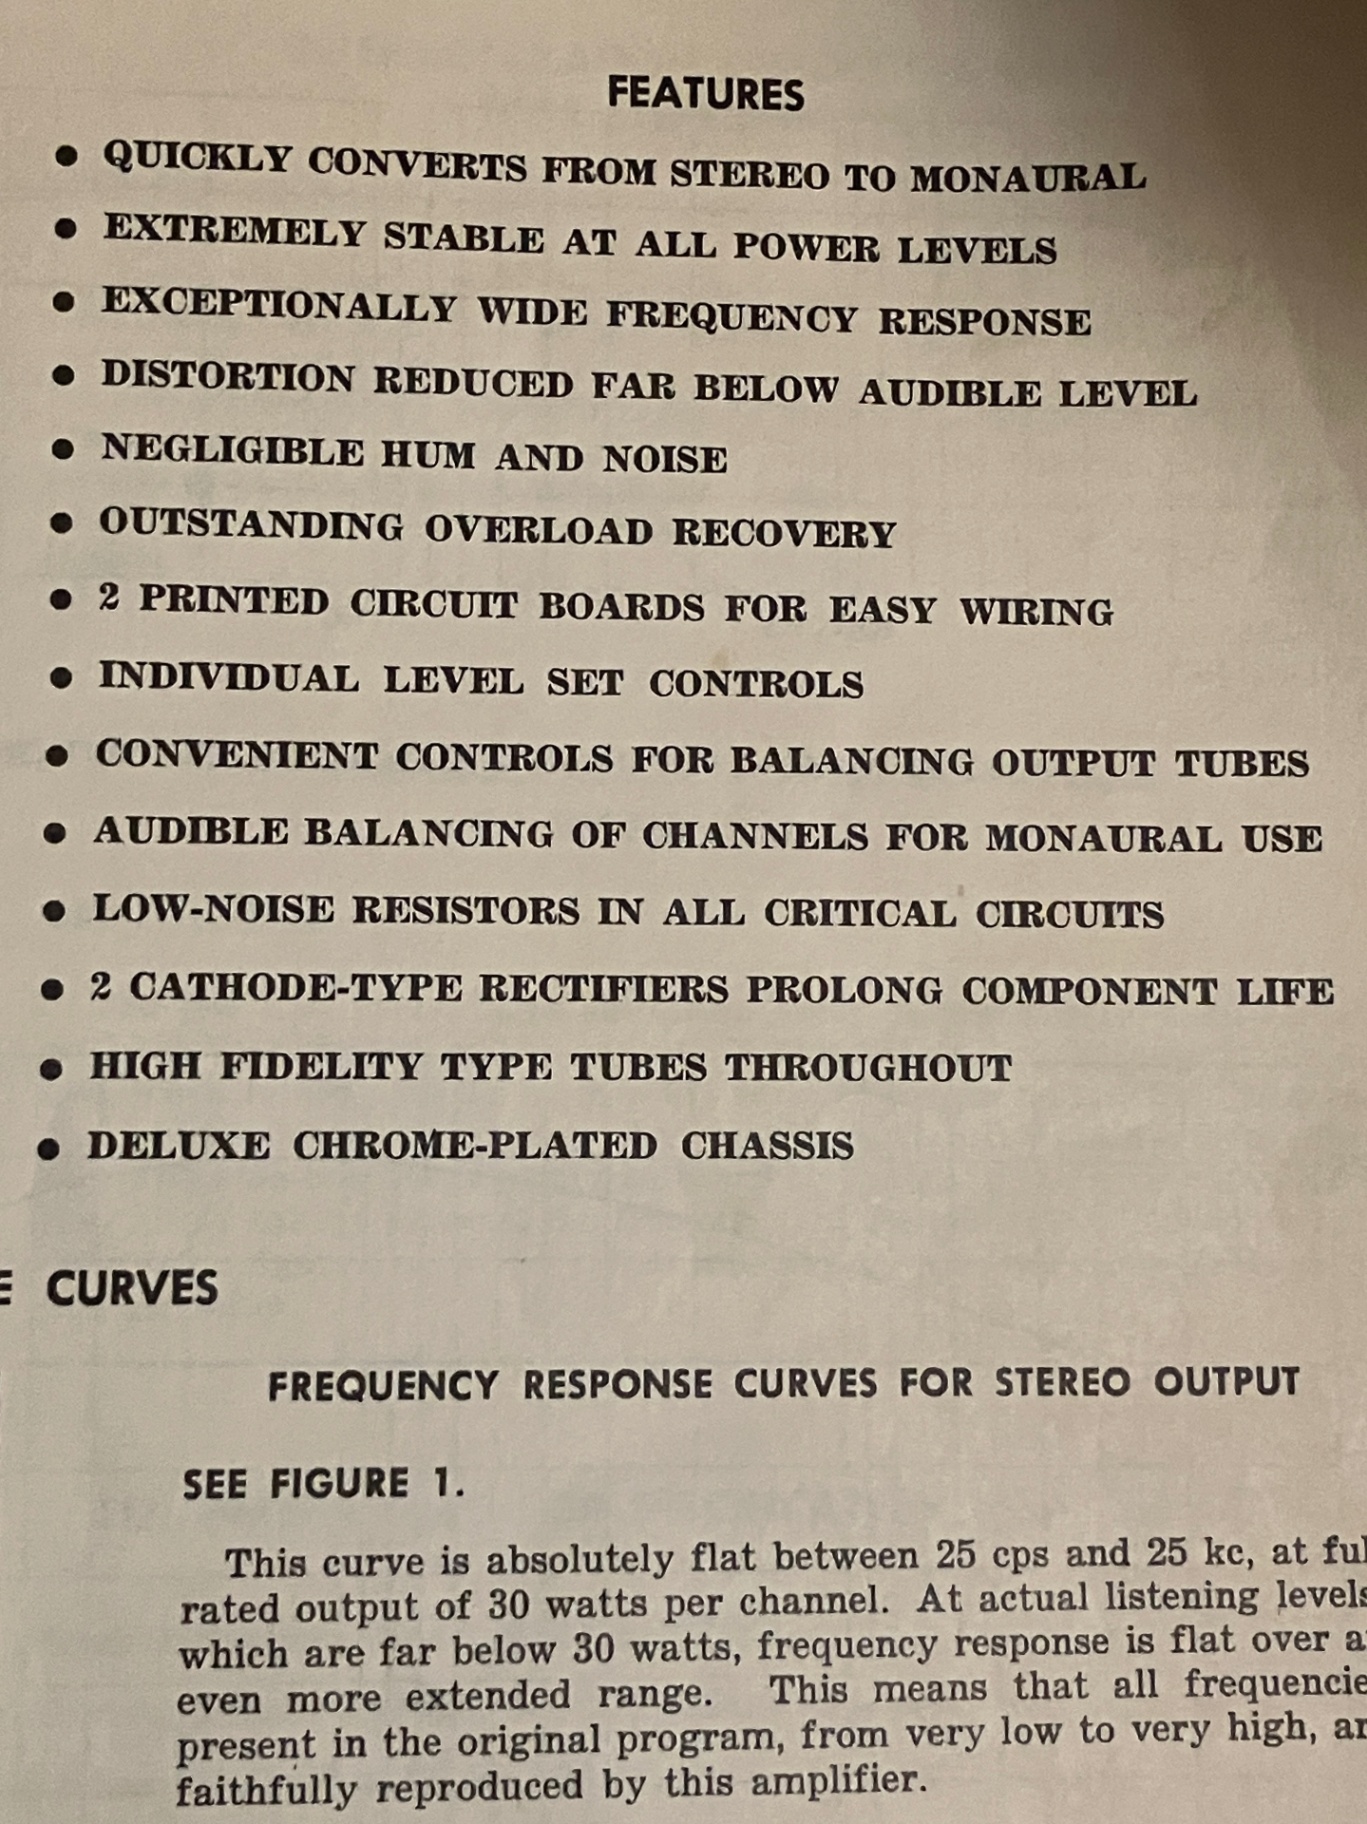 FEATURES
• QUICKLY CONVERTS FROM STEREO TO MONAURAL
• EXTREMELY STABLE AT ALL POWER LEVELS
• EXCEPTIONALLY WIDE FREQUENCY RESPONSE
• DISTORTION REDUCED FAR BELOW AUDIBLE LEVEL
• NEGLIGIBLE HUM AND NOISE
• OUTSTANDING OVERLOAD RECOVERY
• 2 PRINTED CIRCUIT BOARDS FOR EASY WIRING
• INDIVIDUAL LEVEL SET CONTROLS
• CONVENIENT CONTROLS FOR BALANCING OUTPUT TUBES
• AUDIBLE BALANCING OF CHANNELS FOR MONAURAL USE
• LOW-NOISE RESISTORS IN ALL CRITICAL CIRCUITS
• 2 CATHODE-TYPE RECTIFIERS PROLONG COMPONENT LIFE
• HIGH FIDELITY TYPE TUBES THROUGHOUT
• DELUXE CHROME-PLATED CHASSIS
CURVES
FREQUENCY RESPONSE CURVES FOR STEREO OUTPUT
SEE FIGURE 1.
This curve is absolutely flat between 25 cps and 25 kc, at
rated output of 30 watts per channel. At actual listening levels
which are far below 30 watts, frequency response is flat over
even more extended range. This means that all
present in the original program, from very low to very high,
faithfully reproduced by this amplifier.